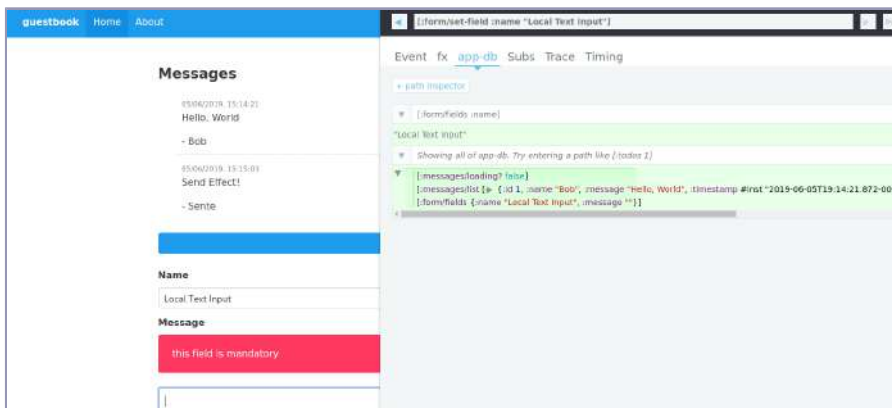 guestbook Home About
Messages
05/06/2019, 15:14:21
Hello, World
- Bob
05/06/2019, 15:15:03
Send Effect!
- Sente
Name
Local Text Input
Message
this field is mandatory
[:form/set-field :name "Local Text Input"]
Event fx app-db Subs Trace Timing
+ path inspector
[:form/fields :name]
"Local Text Input"
Showing all of app-db. Try entering a path like [:todos 1]
{:messages/loading? false}
[:messages/list [▶ {:id 1, :name "Bob", :message "Hello, World", :timestamp #inst "2019-06-05T19:14:21.872-00
[:form/fields {:name "Local Text Input", :message ""}]